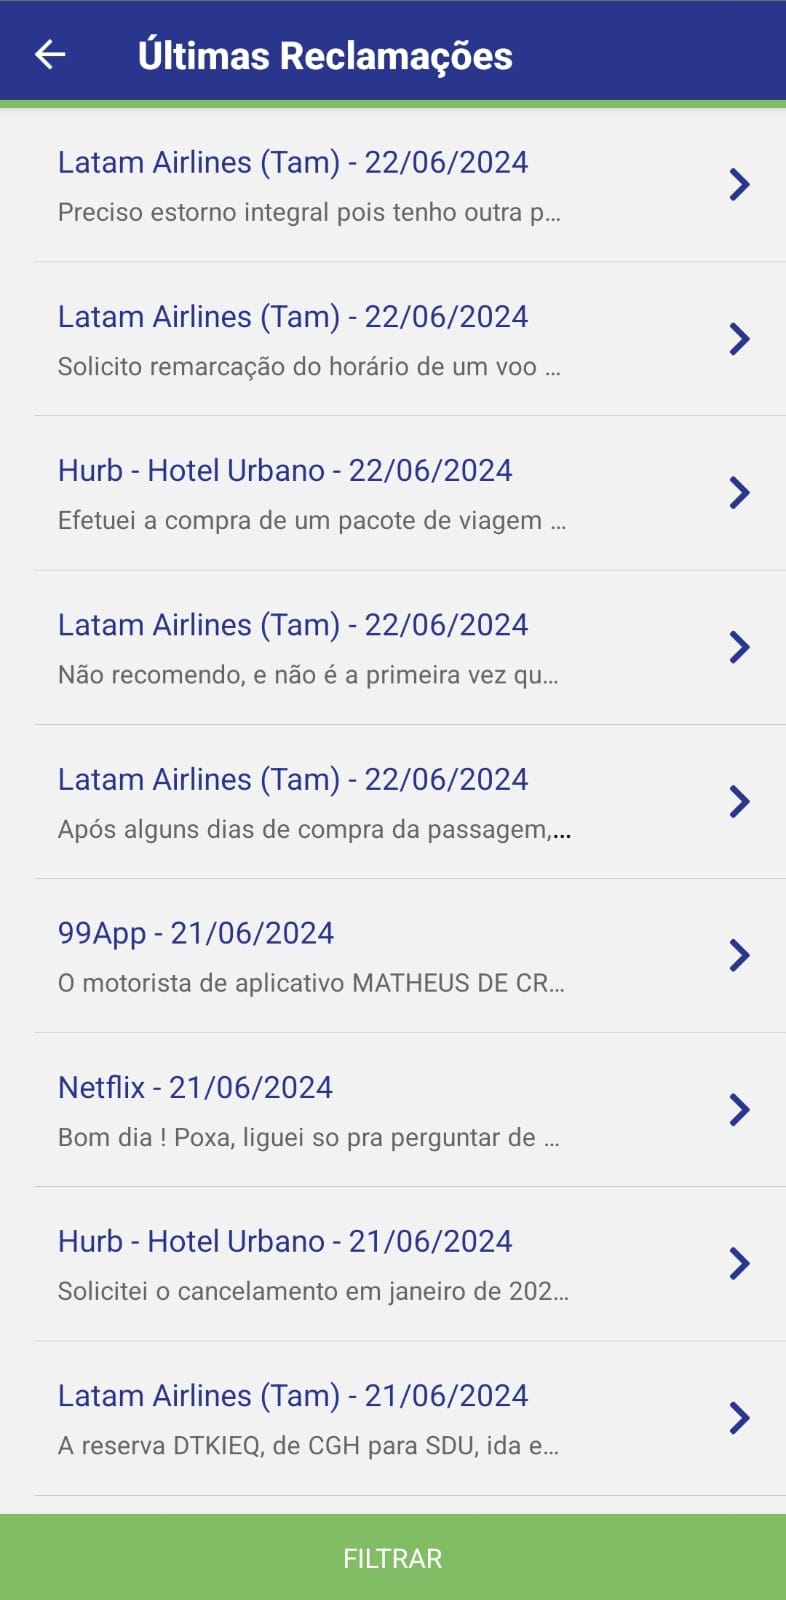 Últimas Reclamações
Latam Airlines (Tam) - 22/06/2024
Preciso estorno integral pois tenho outra p...
Latam Airlines (Tam) - 22/06/2024
Solicito remarcação do horário de um voo ...
Hurb - Hotel Urbano - 22/06/2024
Efetuei a compra de um pacote de viagem ...
Latam Airlines (Tam) - 22/06/2024
Não recomendo, e não é a primeira vez qu...
Latam Airlines (Tam) - 22/06/2024
Após alguns dias de compra da passagem,...
99App - 21/06/2024
O motorista de aplicativo MATHEUS DE CR...
Netflix - 21/06/2024
Bom dia ! Poxa, liguei so pra perguntar de ...
Hurb - Hotel Urbano - 21/06/2024
Solicitei o cancelamento em janeiro de 202...
Latam Airlines (Tam) - 21/06/2024
A reserva DTKIEQ, de CGH para SDU, ida e...
FILTRAR